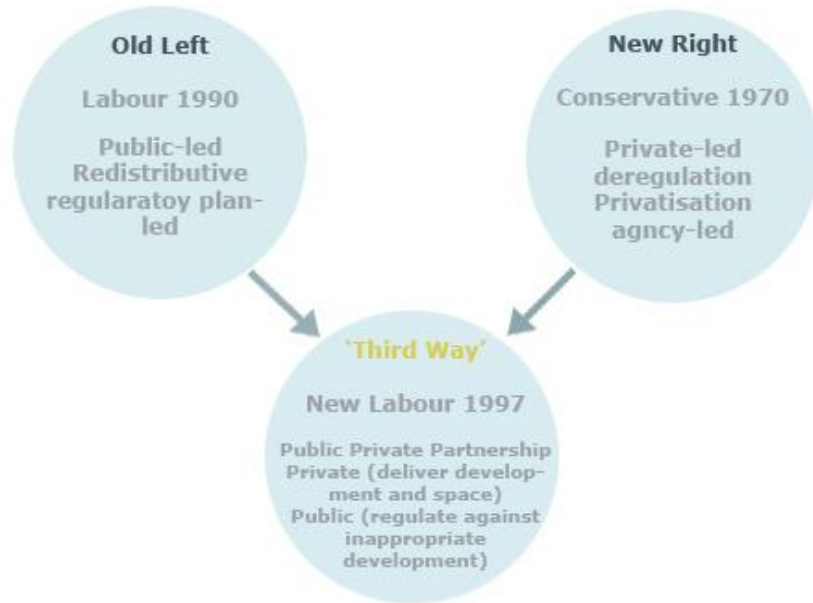 Old Left
Labour 1990
Public-led
Redistributive
regularatoy plan-
led
New Right
Conservative 1970
Private-led
deregulation
Privatisation
agncy-led
'Third Way'
New Labour 1997
Public Private Partnership
Private (deliver develop-
ment and space)
Public (regulate against
inappropriate
development)